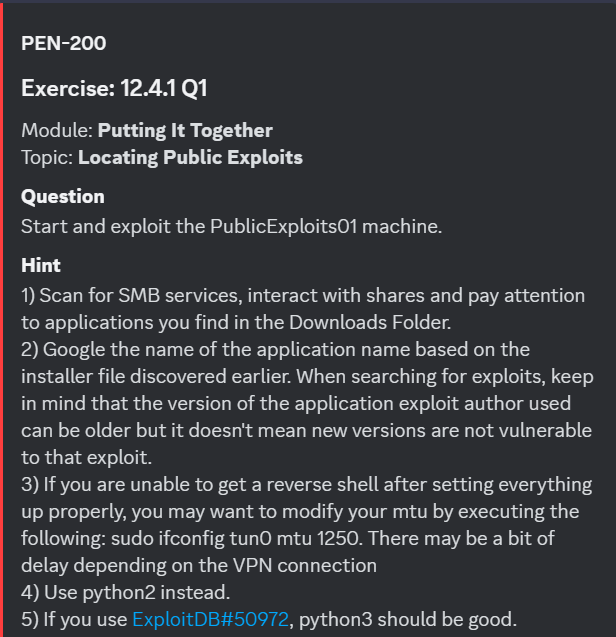 PEN-200
Exercise: 12.4.1 Q1
Module: Putting It Together
Topic: Locating Public Exploits
Question
Start and exploit the PublicExploits01 machine.
Hint
1) Scan for SMB services, interact with shares and pay attention
to applications you find in the Downloads Folder.
2) Google the name of the application name based on the
installer file discovered earlier. When searching for exploits, keep
in mind that the version of the application exploit author used
can be older but it doesn't mean new versions are not vulnerable
to that exploit.
3) If you are unable to get a reverse shell after setting everything
up properly, you may want to modify your mtu by executing the
following: sudo ifconfig tun0 mtu 1250. There may be a bit of
delay depending on the VPN connection
4) Use python2 instead.
5) If you use ExploitDB#50972, python3 should be good.